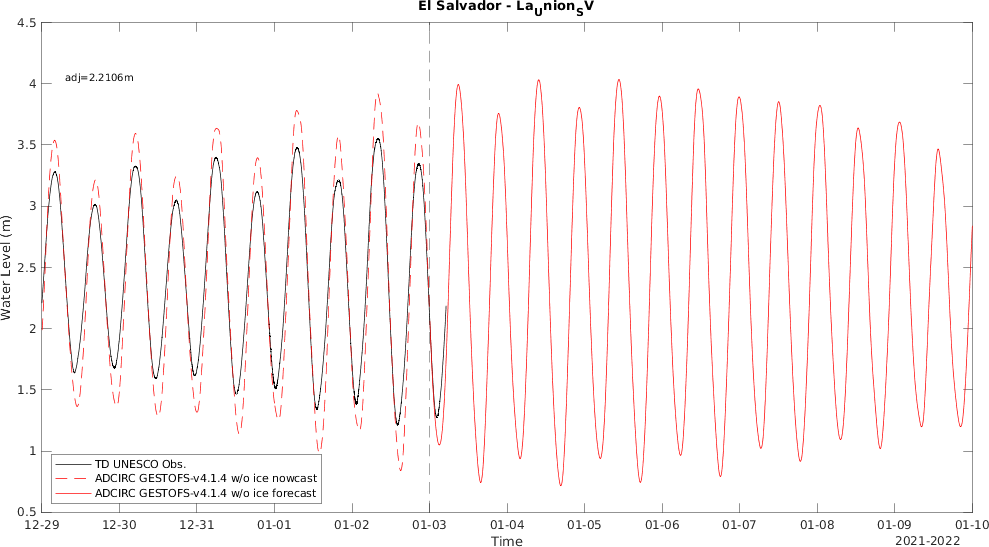 El Salvador - LaUnionSV
adj=2.2106m
Water Level (m)
4.5
4
3.5
3
2.5
2
1.5
1
0.5
TD UNESCO Obs.
ADCIRC GESTOFS-v4.1.4 w/o ice nowcast
ADCIRC GESTOFS-v4.1.4 w/o ice forecast
12-29 12-30 12-31 01-01 01-02 01-03 01-04 01-05 01-06 01-07 01-08 01-09 01-10
Time
2021-2022